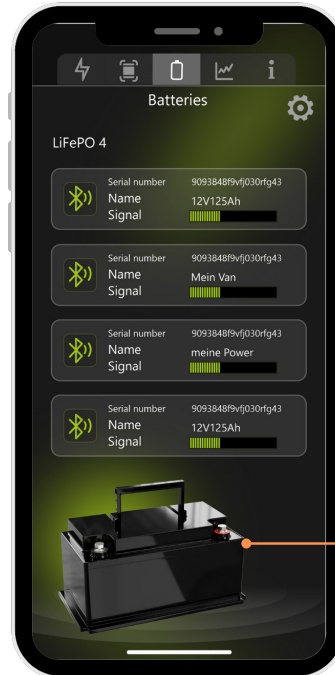 Batteries
LiFePO 4
Serial number 9093848f9vfj030rfg43
Name 12V125Ah
Signal
Serial number 9093848f9vfj030rfg43
Name Mein Van
Signal
Serial number 9093848f9vfj030rfg43
Name meine Power
Signal
Serial number 9093848f9vfj030rfg43
Name 12V125Ah
Signal